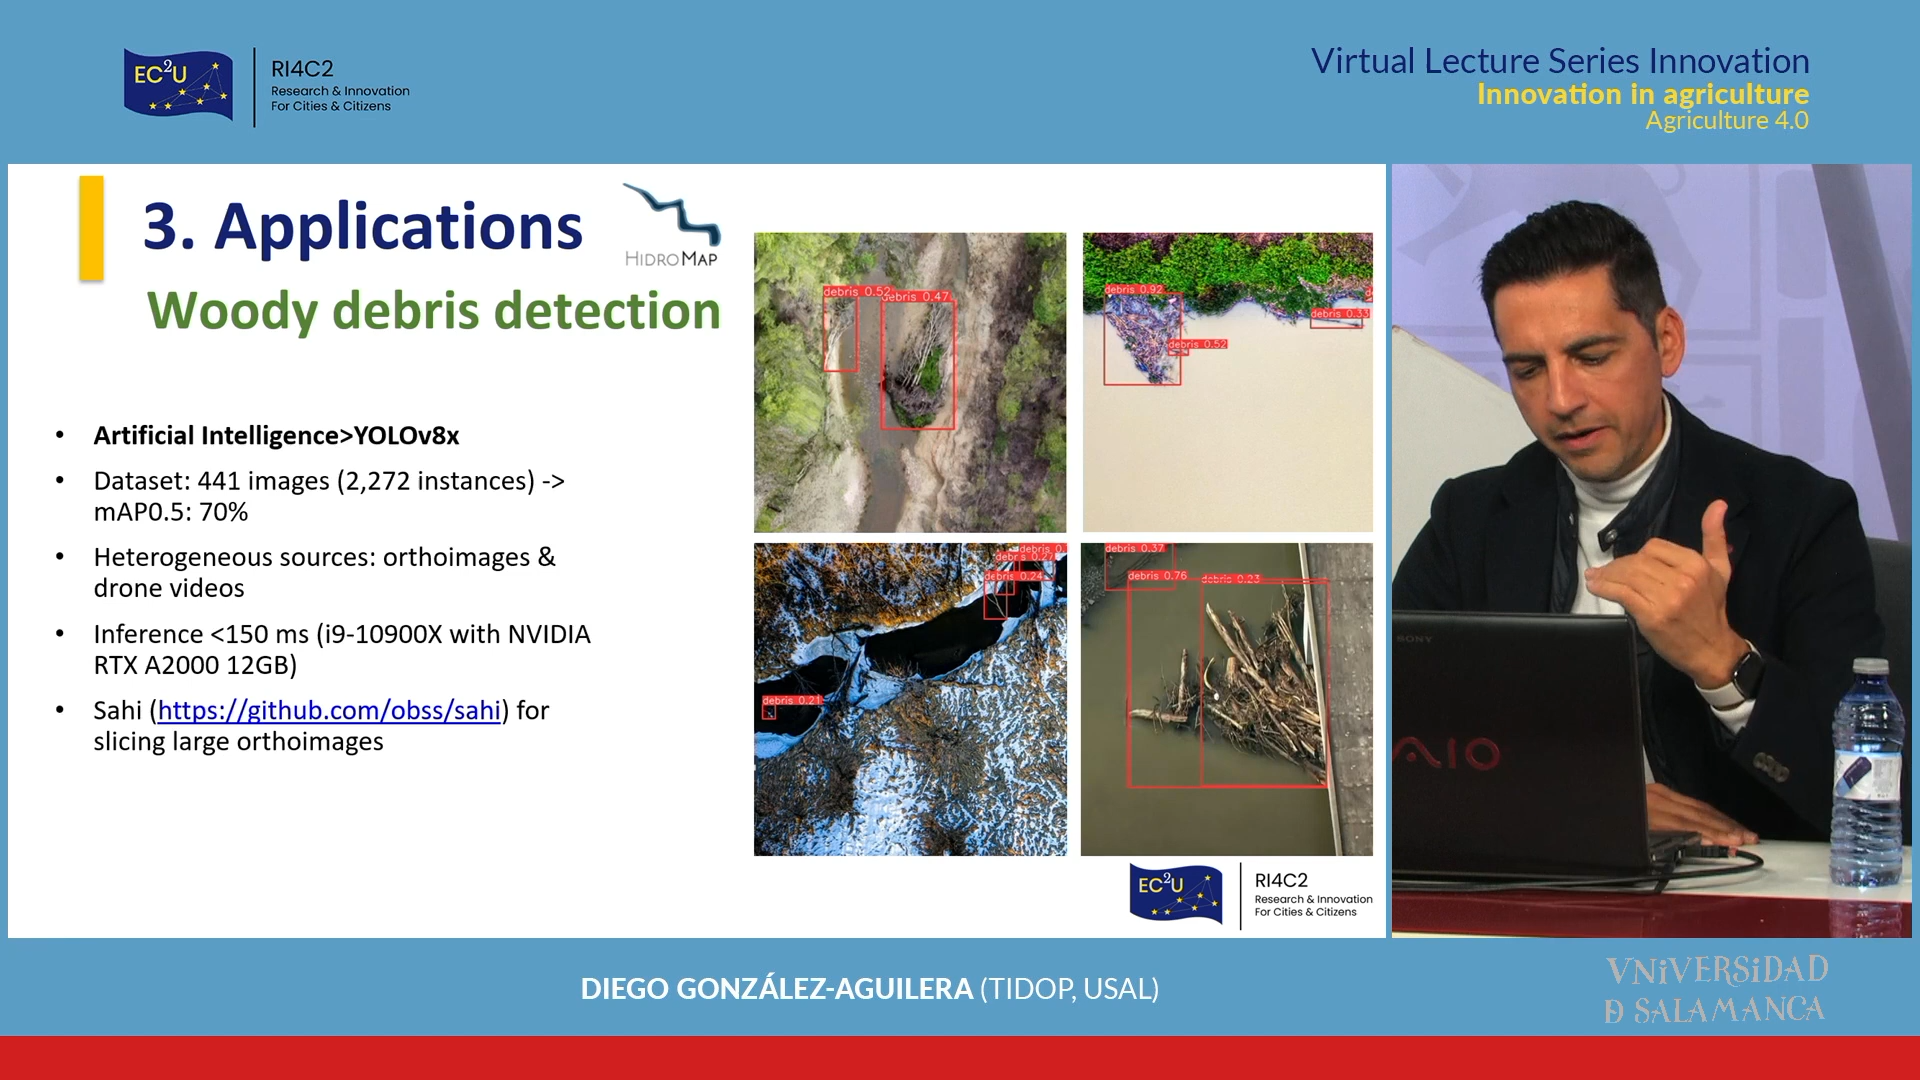 EC2U
RI4C2
Research & Innovation
For Cities & Citizens
Virtual Lecture Series Innovation
Innovation in agriculture
Agriculture 4.0
3. Applications
HIDROMAP
Woody debris detection
• Artificial Intelligence>YOLOv8x
• Dataset: 441 images (2,272 instances) ->
mAP0.5: 70%
• Heterogeneous sources: orthoimages &
drone videos
• Inference <150 ms (i9-10900X with NVIDIA
RTX A2000 12GB)
• Sahi (https://github.com/obss/sahi) for
slicing large orthoimages
debris 0.52
debris 0.47
debris 0.92
debris 0.33
debris 0.52
debris 0.
debris 0.24
debris 0.21
debris 0.37
debris 0.76
debris 0.23
EC2U
RI4C2
Research & Innovation
For Cities & Citizens
SONY
AIO
DIEGO GONZÁLEZ-AGUILERA (TIDOP, USAL)
VNiVERSiDAD
Đ SALAMANCA